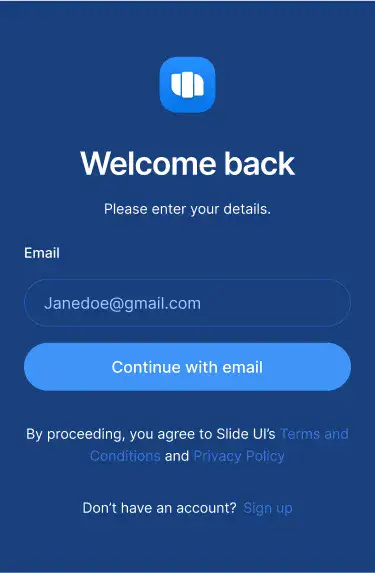 Welcome back
Please enter your details.
Email
Janedoe@gmail.com
Continue with email
By proceeding, you agree to Slide UI’s Terms and
Conditions and Privacy Policy
Don’t have an account? Sign up